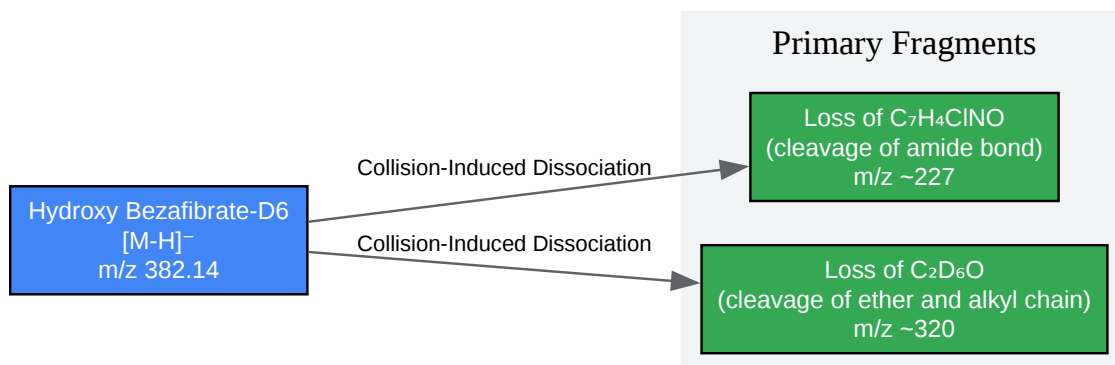 Primary Fragments
Loss of C₇H₄ClNO
(cleavage of amide bond)
m/z ~227
Collision-Induced Dissociation
Hydroxy Bezafibrate-D6
[M-H]⁻
m/z 382.14
Collision-Induced Dissociation
Loss of C₂D₆O
(cleavage of ether and alkyl chain)
m/z ~320